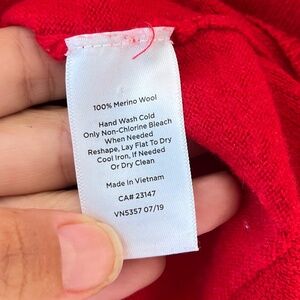 100% Merino Wool
Hand Wash Cold
Only Non-Chlorine Bleach
When Needed
Reshape, Lay Flat To Dry
Cool Iron, If Needed
Or Dry Clean
Made in Vietnam
CA# 23147
VN5357 07/19